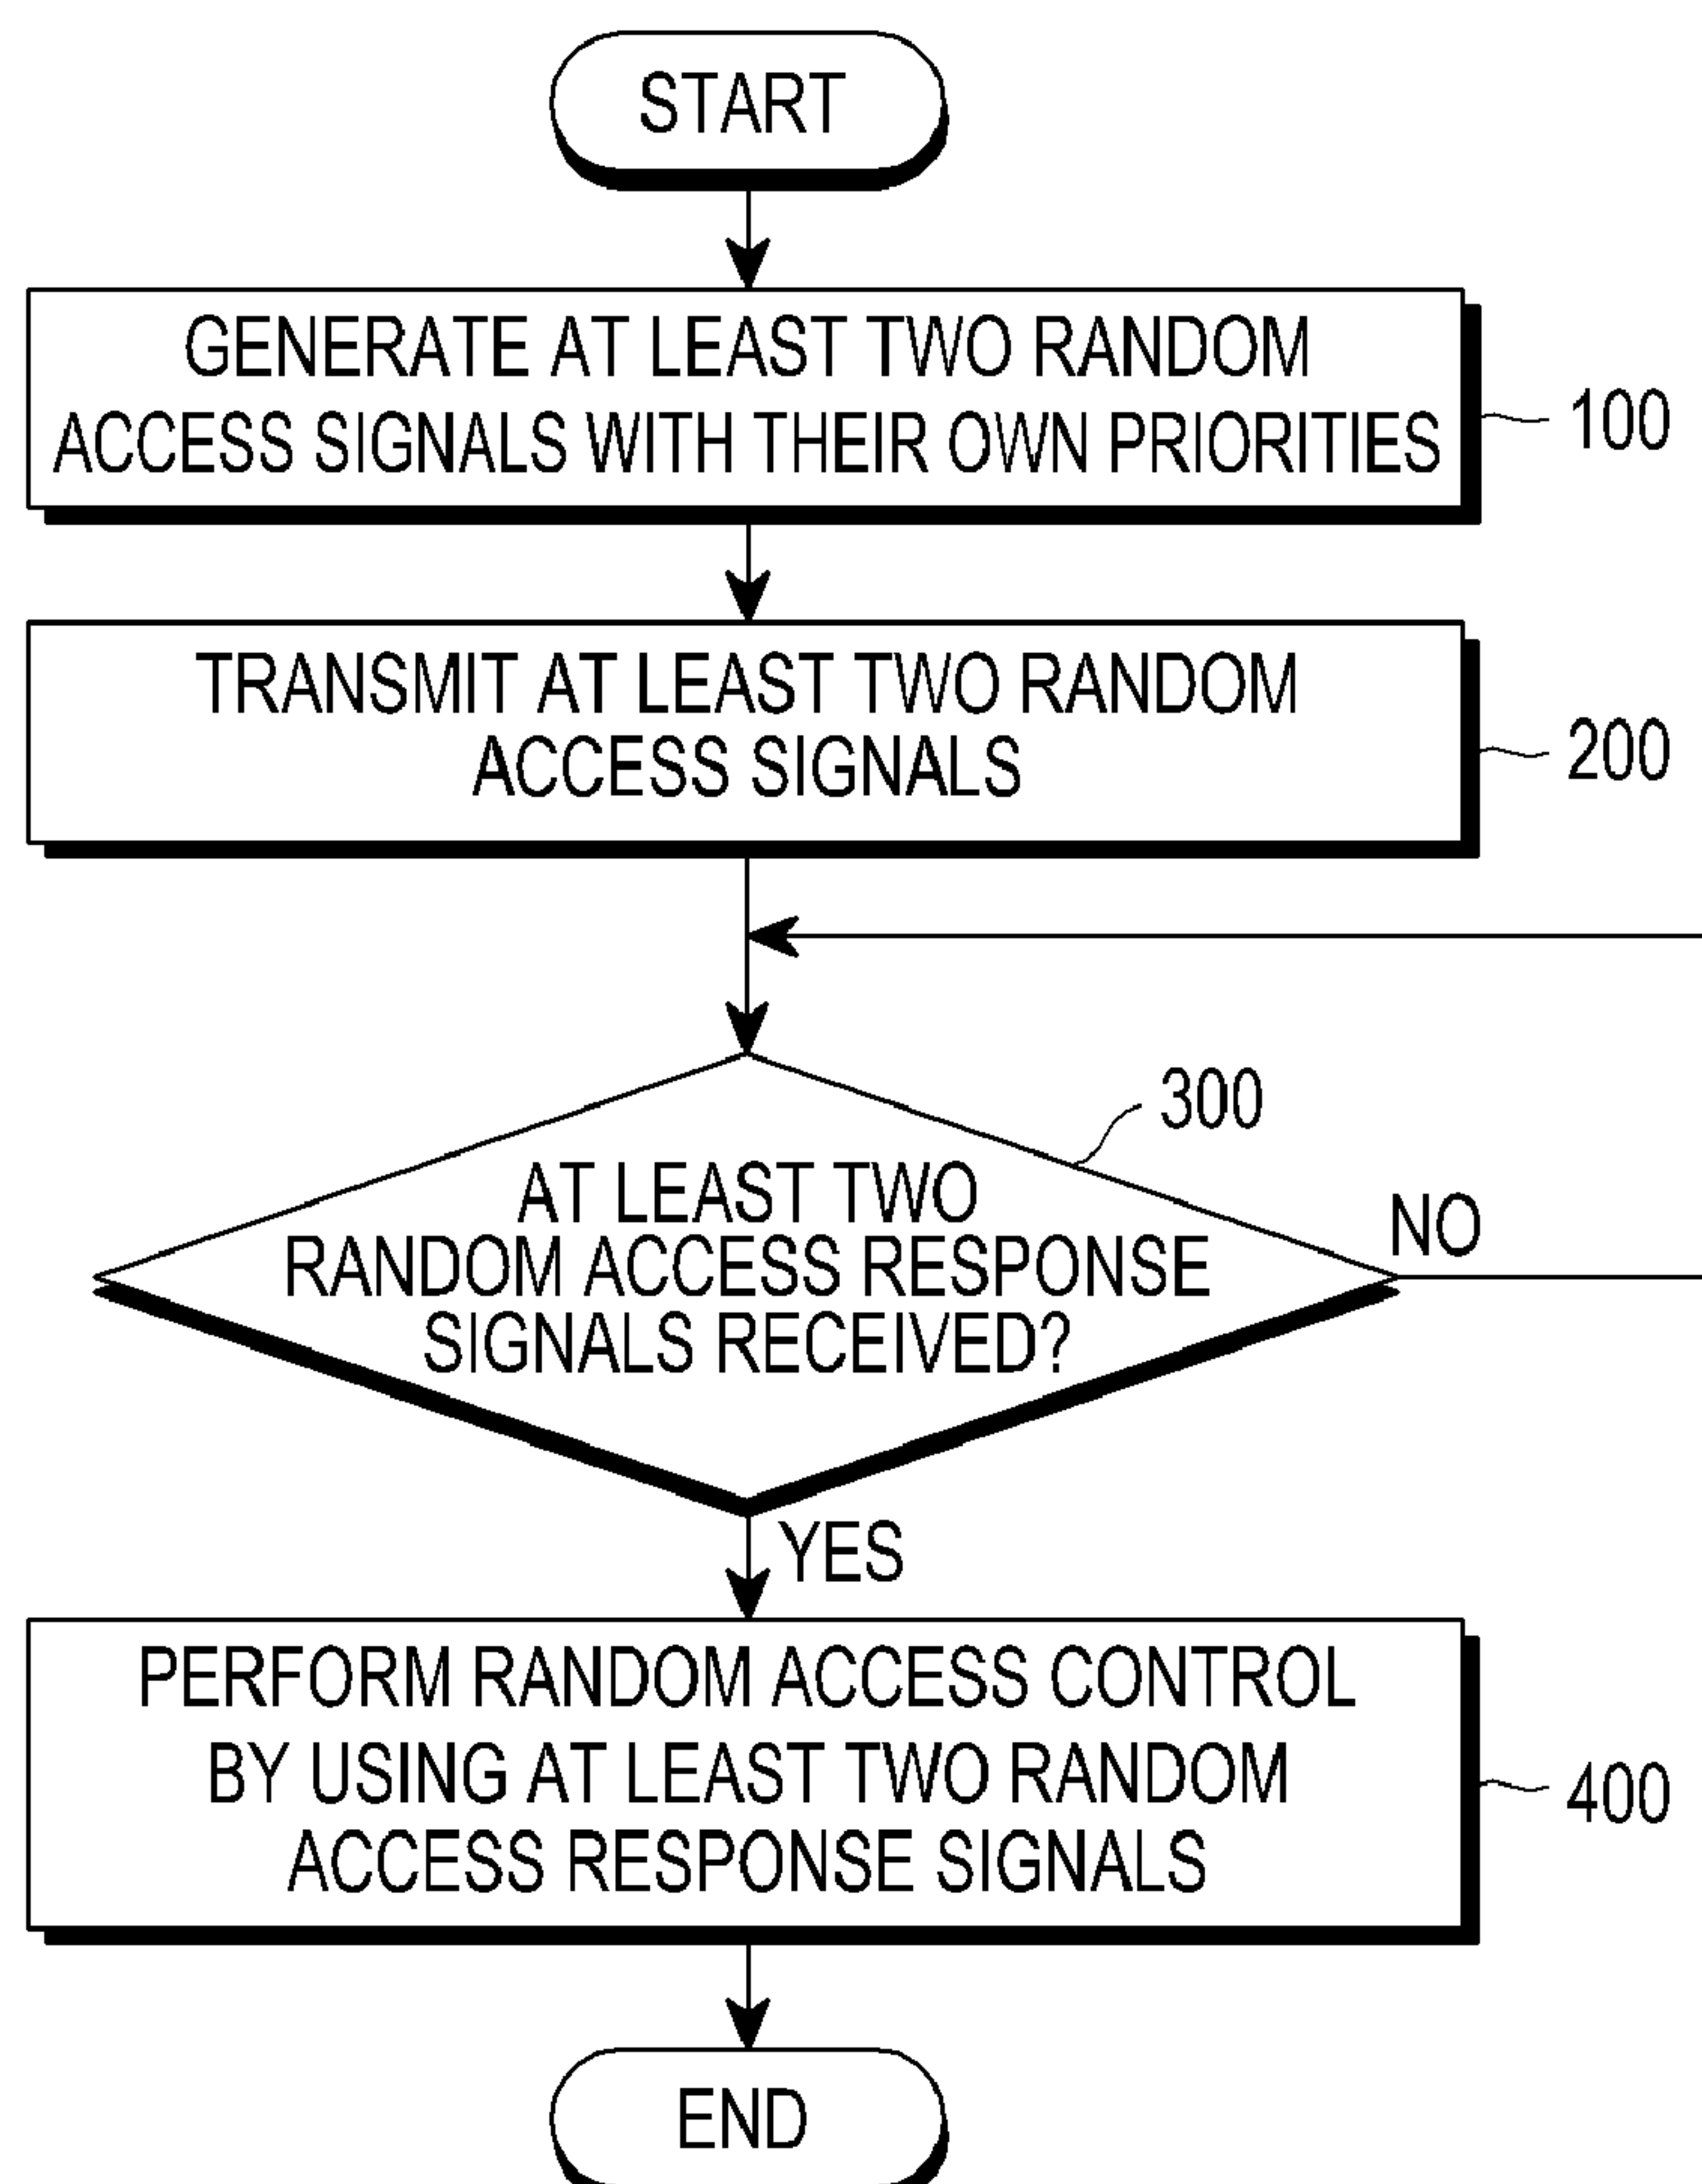 START
GENERATE AT LEAST TWO RANDOM
ACCESS SIGNALS WITH THEIR OWN PRIORITIES
100
TRANSMIT AT LEAST TWO RANDOM
ACCESS SIGNALS
200
300
AT LEAST TWO
RANDOM ACCESS RESPONSE
SIGNALS RECEIVED?
NO
YES
PERFORM RANDOM ACCESS CONTROL
BY USING AT LEAST TWO RANDOM
ACCESS RESPONSE SIGNALS
400
END